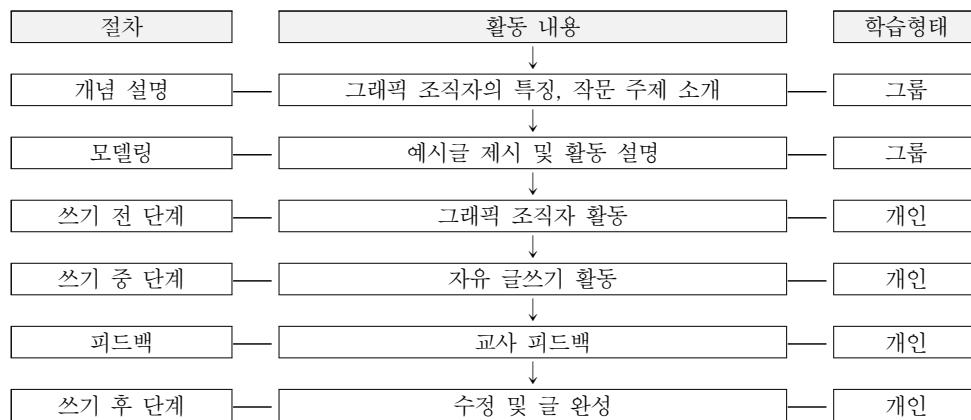 절차 활동 내용 학습형태
개념 설명 그래픽 조직자의 특징, 작문 주제 소개 그룹
모델링 예시글 제시 및 활동 설명 그룹
쓰기 전 단계 그래픽 조직자 활동 개인
쓰기 중 단계 자유 글쓰기 활동 개인
피드백 교사 피드백 개인
쓰기 후 단계 수정 및 글 완성 개인